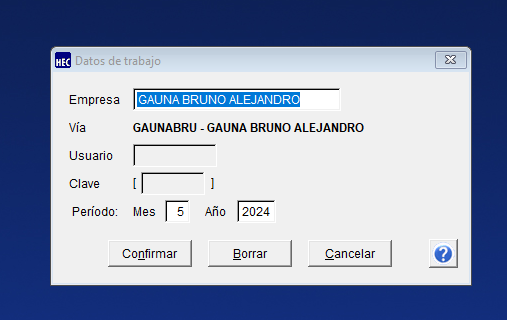 HEC Datos de trabajo
Empresa GAUNA BRUNO ALEJANDRO
Vía GAUNABRU - GAUNA BRUNO ALEJANDRO
Usuario
Clave [ ]
Período: Mes 5 Año 2024
Confirmar Borrar Cancelar ?